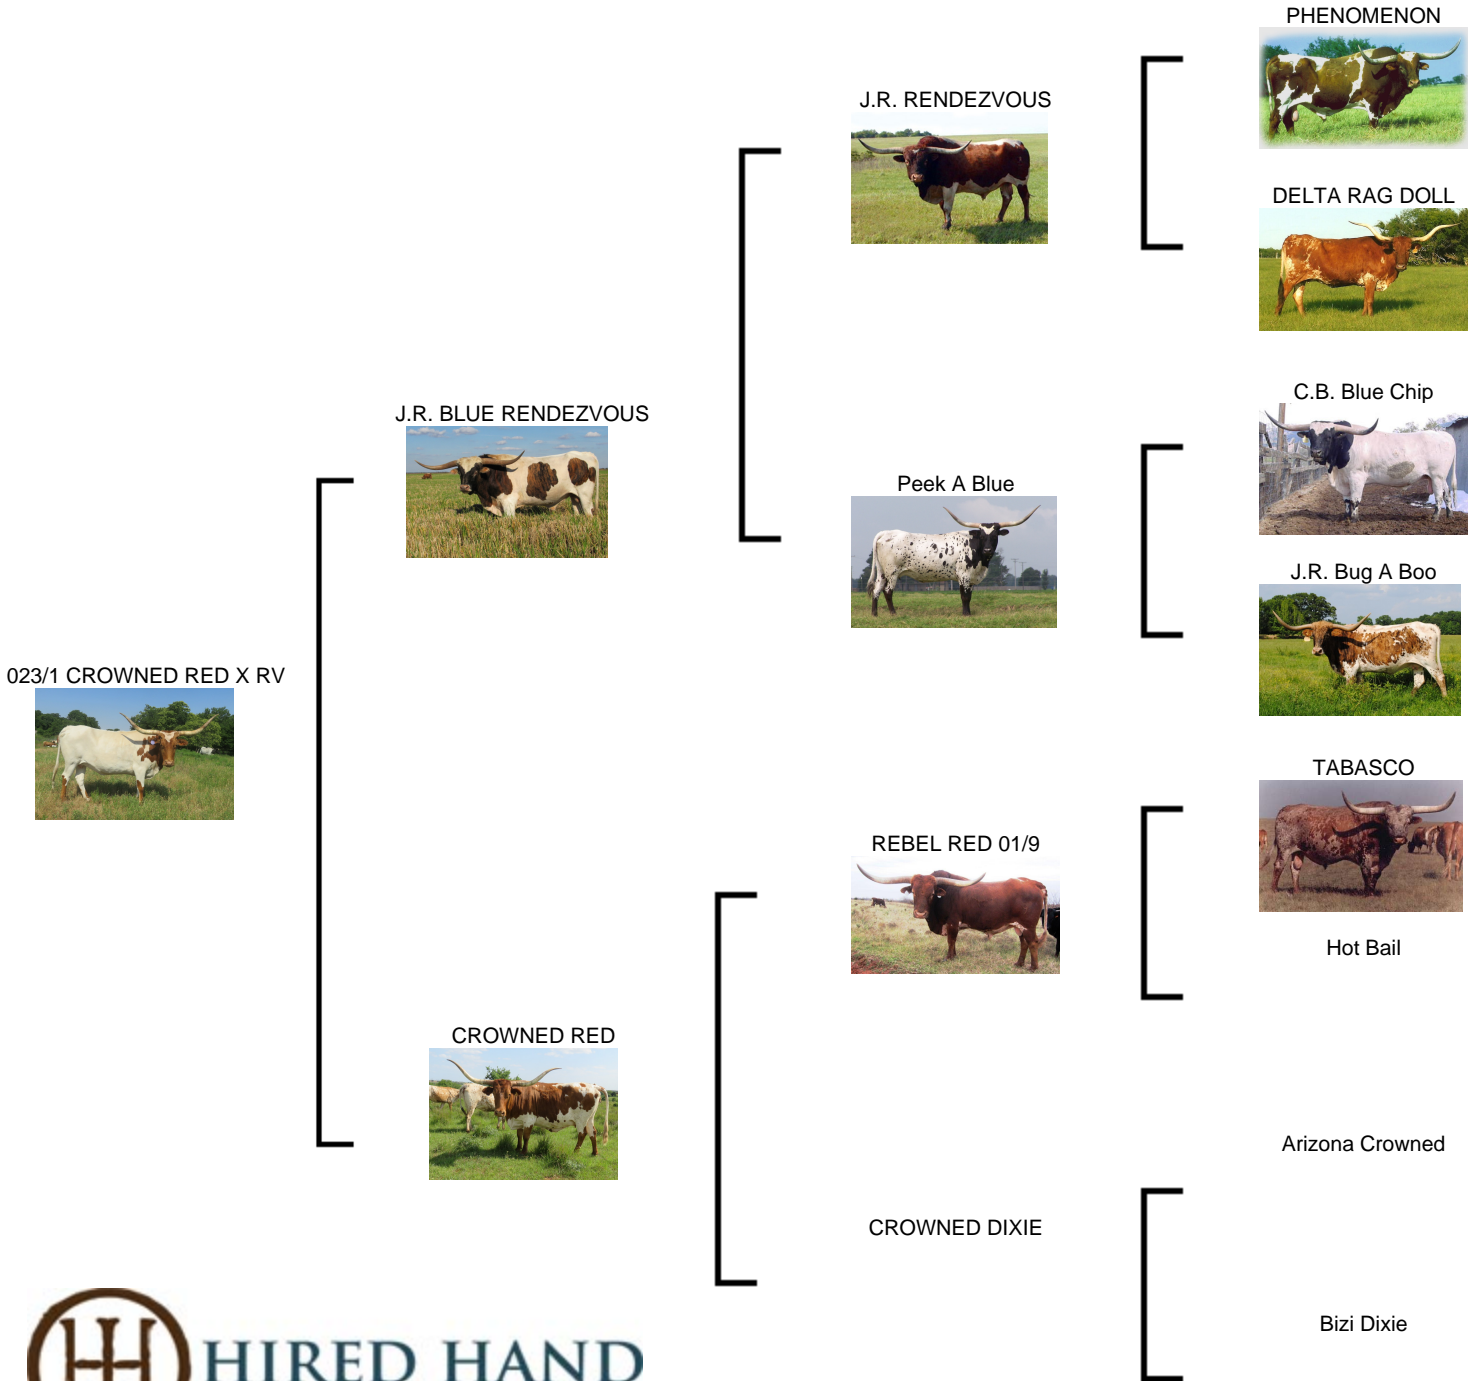 PHENOMENON
J.R. RENDEZVOUS
DELTA RAG DOLL
J.R. BLUE RENDEZVOUS
C.B. Blue Chip
Peek A Blue
J.R. Bug A Boo
023/1 CROWNED RED X RV
TABASCO
REBEL RED 01/9
Hot Bail
CROWNED RED
Arizona Crowned
CROWNED DIXIE
Bizi Dixie
HIRED HAND